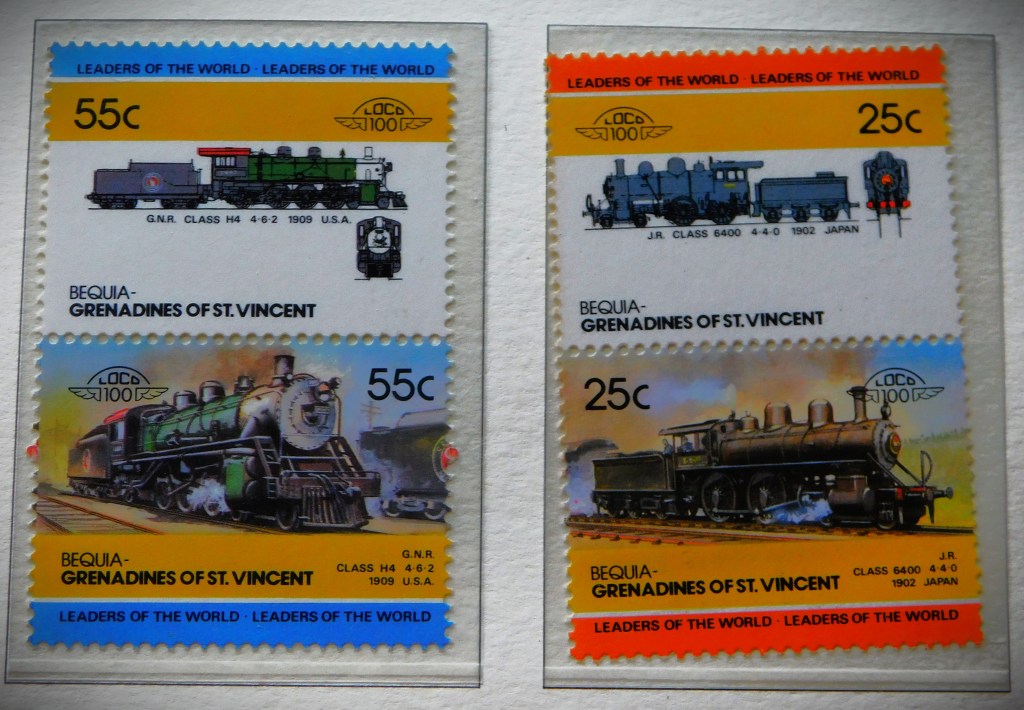 LEADERS OF THE WORLD · LEADERS OF THE WORLD
55c
LOCO
100
G.N.R. CLASS H4 4·6·2 1909 U.S.A.
BEQUIA-
GRENADINES OF ST. VINCENT
LOCO
100
55c
BEQUIA-
GRENADINES OF ST. VINCENT
G.N.R.
CLASS H4 4·6·2
1909 U.S.A.
LEADERS OF THE WORLD · LEADERS OF THE WORLD
LEADERS OF THE WORLD · LEADERS OF THE WORLD
LOCO
100
25c
J.R. CLASS 6400 4·4·0 1902 JAPAN
BEQUIA-
GRENADINES OF ST. VINCENT
25c
LOCO
100
BEQUIA-
GRENADINES OF ST. VINCENT
J.R.
CLASS 6400 4·4·0
1902 JAPAN
LEADERS OF THE WORLD · LEADERS OF THE WORLD